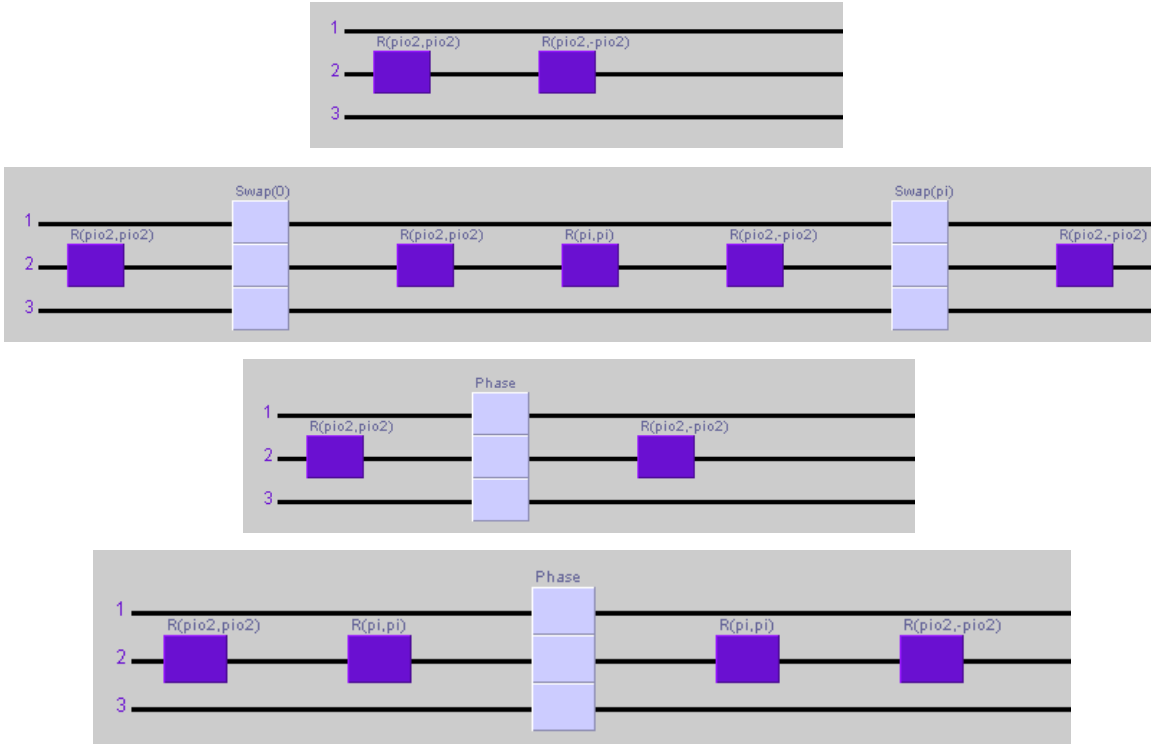 1
R(pio2,pio2) R(pio2,-pio2)
2
3
Swap(0) Swap(pi)
1
R(pio2,pio2) R(pio2,pio2) R(pi,pi) R(pio2,-pio2) R(pio2,-pio2)
2
3
Phase
1
R(pio2,pio2) R(pio2,-pio2)
2
3
Phase
1
R(pio2,pio2) R(pi,pi) R(pi,pi) R(pio2,-pio2)
2
3